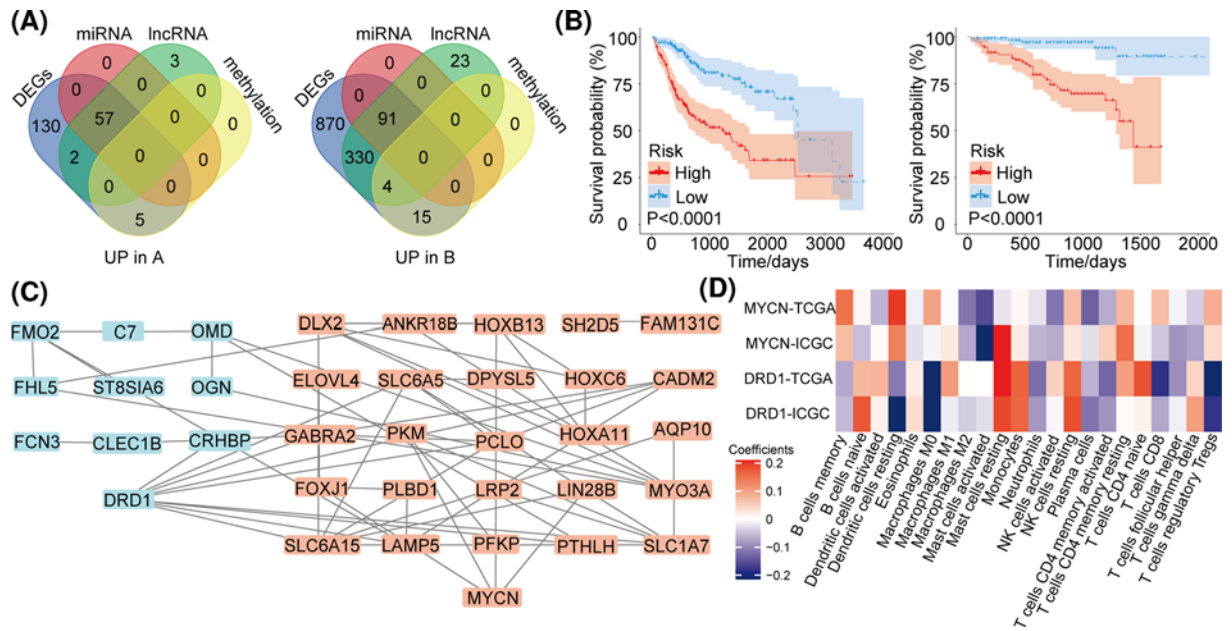 (A)
miRNA
lncRNA
DEGs
methylation
0
3
130
0
0
0
57
0
2
0
0
0
0
5
UP in A
miRNA
lncRNA
DEGs
methylation
0
23
870
0
0
0
91
0
330
0
0
4
0
15
UP in B
(B)
Survival probability (%)
100
75
50
25
0
Risk
High
Low
P<0.0001
0 1000 2000 3000 4000
Time/days
Survival probability (%)
100
75
50
25
0
Risk
High
Low
P<0.0001
0 500 1000 1500 2000
Time/days
(C)
FMO2 C7 OMD DLX2 ANKR18B HOXB13 SH2D5 FAM131C
FHL5 ST8SIA6 OGN ELOVL4 SLC6A5 DPYSL5 HOXC6 CADM2
FCN3 CLEC1B CRHBP GABRA2 PKM PCLO HOXA11 AQP10
DRD1 FOXJ1 PLBD1 LRP2 LIN28B MYO3A
SLC6A15 LAMP5 PFKP PTHLH SLC1A7
MYCN
(D)
MYCN-TCGA
MYCN-ICGC
DRD1-TCGA
DRD1-ICGC
Coefficients
0.2
0.1
0
-0.1
-0.2
B cells memory
B cells naive
Dendritic cells activated
Dendritic cells resting
Eosinophils
Macrophages M0
Macrophages M1
Macrophages M2
Mast cells activated
Mast cells resting
Monocytes
Neutrophils
NK cells activated
NK cells resting
Plasma cells
T cells CD4 memory activated
T cells CD4 memory resting
T cells CD4 naive
T cells CD8
T cells follicular helper
T cells gamma delta
T cells regulatory Tregs